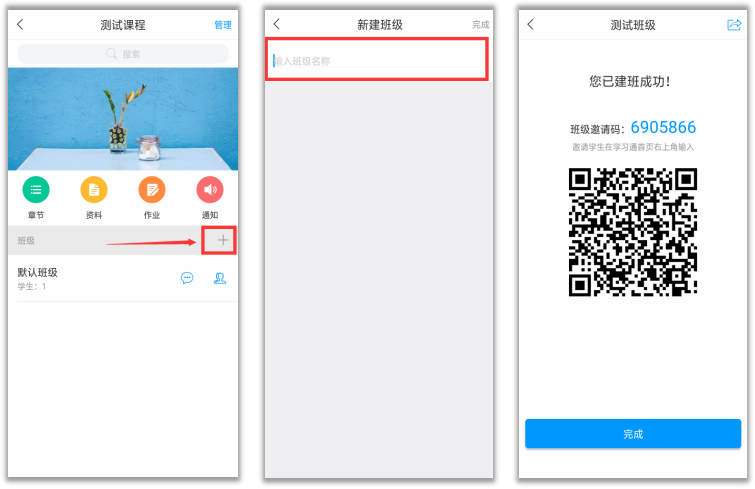 测试课程
管理
搜索
章节
资料
作业
通知
班级
默认班级
学生：1
新建班级
完成
输入班级名称
测试班级
您已建班成功！
班级邀请码：6905866
邀请学生在学习通首页右上角输入
完成